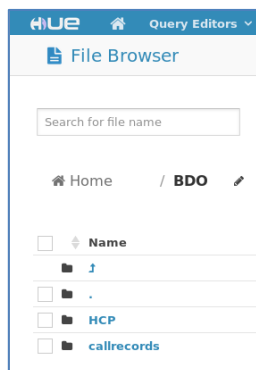 HUE Query Editors
File Browser
Search for file name
Home / BDO
Name
.
HCP
callrecords